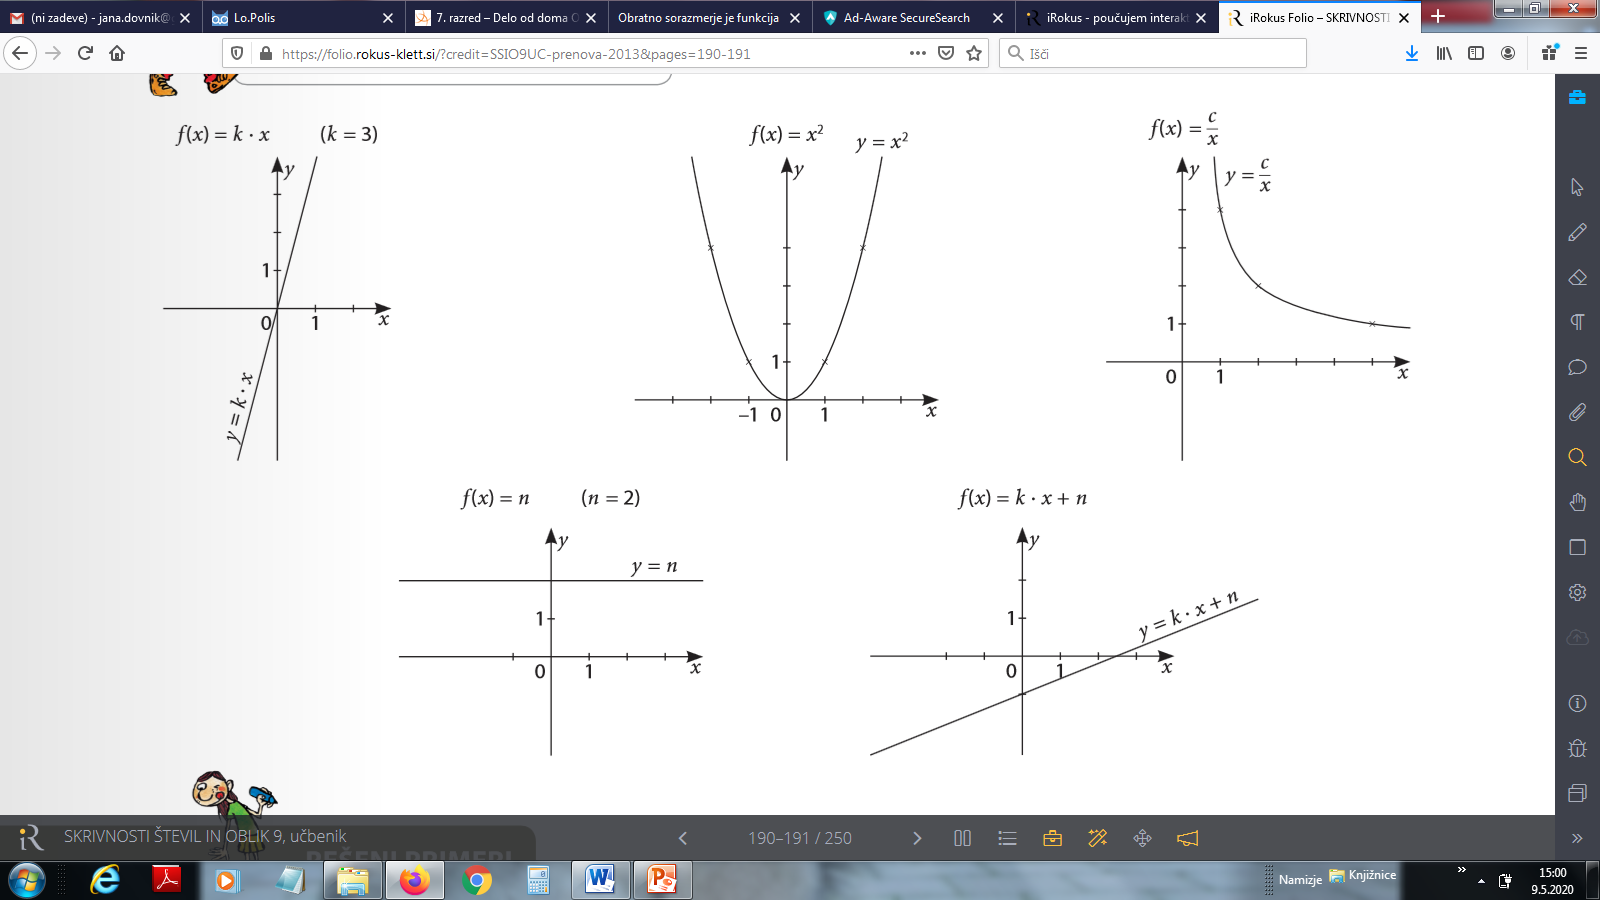 (ni zadeve) - jana.dovnik@
Lo.Polis
7. razred – Delo od doma O
Obratno sorazmerje je funkcija
Ad-Aware SecureSearch
iRokus - poučujem interakt
iRokus Folio – SKRIVNOSTI
https://folio.rokus-klett.si/?credit=SSIO9UC-prenova-2013&pages=190-191
Išči
f(x) = k · x (k = 3)
y
1
0 1 x
y = k · x
f(x) = x²
y = x²
y
1
–1 0 1 x
f(x) = c/x
y = c/x
y
1
0 1 x
f(x) = n (n = 2)
y
y = n
1
0 1 x
f(x) = k · x + n
y
y = k · x + n
1
0 1 x
SKRIVNOSTI ŠTEVIL IN OBLIK 9, učbenik
REŠENI PRIMERI
190–191 / 250
Namizje
Knjižnice
15:00
9.5.2020